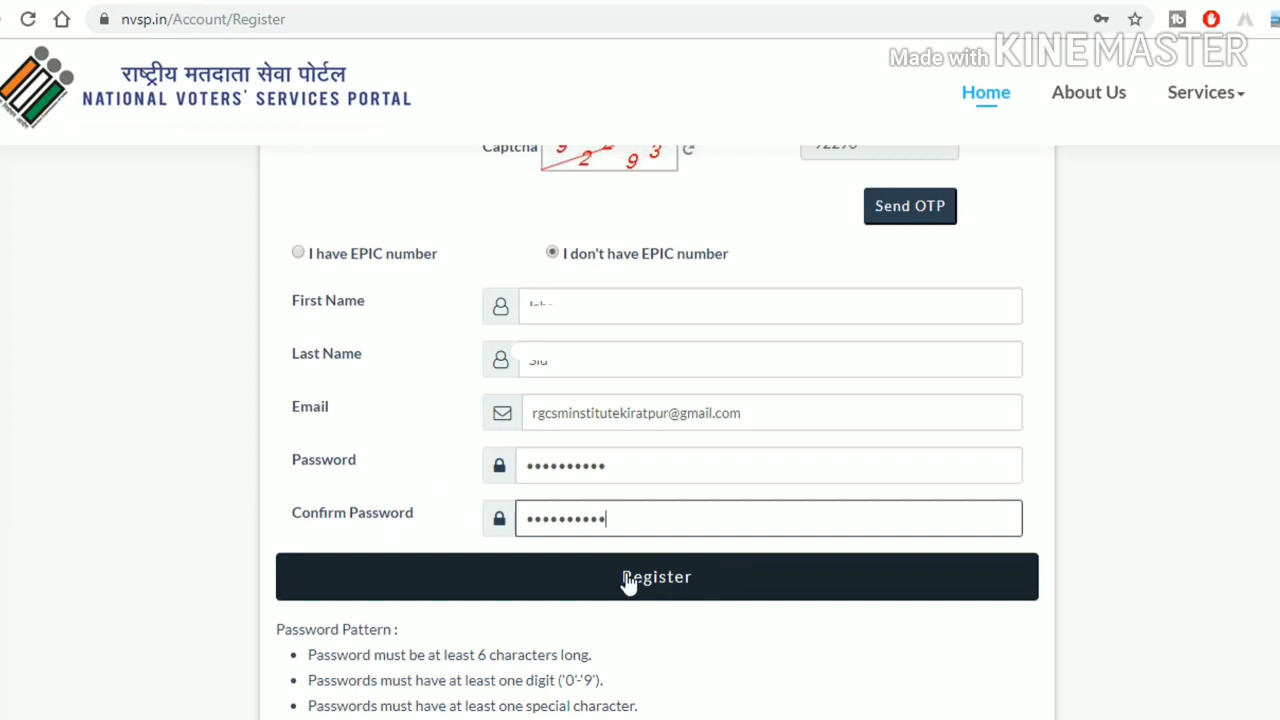 nvsp.in/Account/Register
Made with KINEMASTER
राष्ट्रीय मतदाता सेवा पोर्टल
NATIONAL VOTERS' SERVICES PORTAL
Home About Us Services
Captcha
2 9 3
Send OTP
I have EPIC number I don't have EPIC number
First Name
Last Name
Email rgcsminstitutekiratpur@gmail.com
Password ••••••••••
Confirm Password ••••••••••
Register
Password Pattern :
• Password must be at least 6 characters long.
• Passwords must have at least one digit ('0'-'9').
• Passwords must have at least one special character.